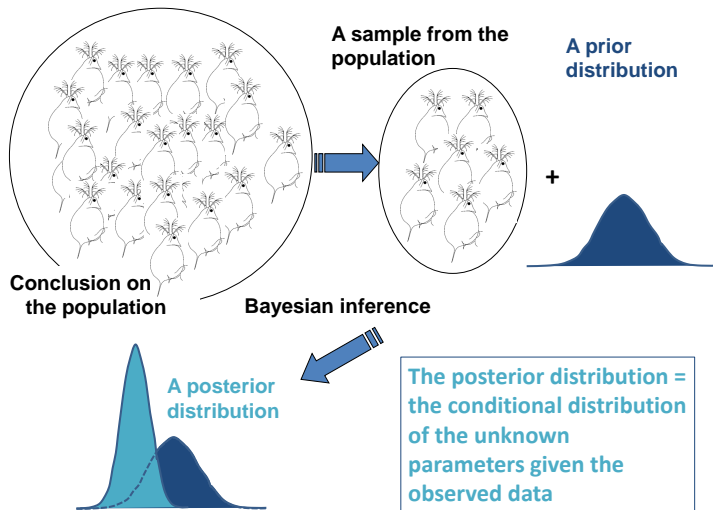 A sample from the
population
A prior
distribution
+
Conclusion on
the population
Bayesian inference
A posterior
distribution
The posterior distribution =
the conditional distribution
of the unknown
parameters given the
observed data